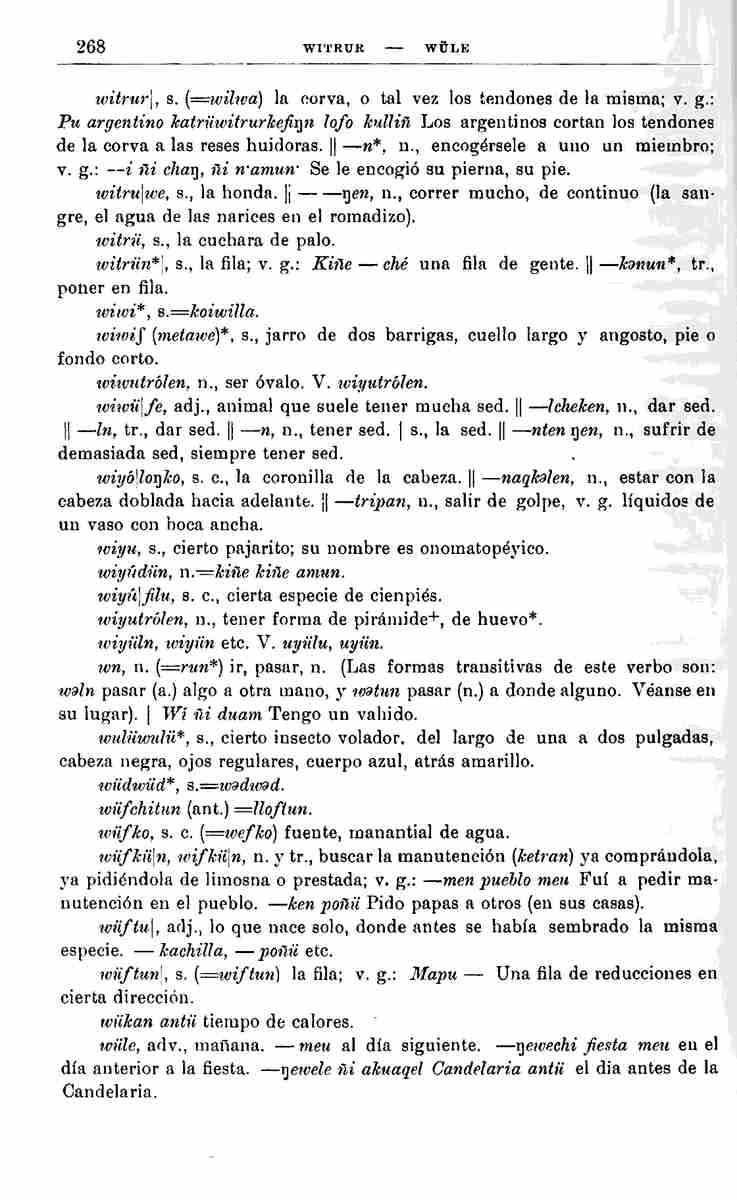 268 WITRUR — WÜLE
witrur|, s. (=wilwa) la corva, o tal vez los tendones de la misma; v. g.:
Pu argentino katrüwitrurkefiŋn lofo kulliñ Los argentinos cortan los tendones
de la corva a las reses huidoras. || —n*, n., encogérsele a uno un miembro;
v. g.: —i ñi chaŋ, ñi n·amun· Se le encogió su pierna, su pie.
witru|we, s., la honda. || — —ŋen, n., correr mucho, de continuo (la san-
gre, el agua de las narices en el romadizo).
witrü, s., la cuchara de palo.
witrün*|, s., la fila; v. g.: Kiñe — ché una fila de gente. || —kənun*, tr.,
poner en fila.
wiwi*, s.=koiwilla.
wiwiʃ (metawe)*, s., jarro de dos barrigas, cuello largo y angosto, pie o
fondo corto.
wiwutrólen, n., ser óvalo. V. wiyutrólen.
wiwü|fe, adj., animal que suele tener mucha sed. || —lcheken, n., dar sed.
|| —ln, tr., dar sed. || —n, n., tener sed. | s., la sed. || —nten ŋen, n., sufrir de
demasiada sed, siempre tener sed.
wiyó|loŋko, s. c., la coronilla de la cabeza. || —naqkəlen, n., estar con la
cabeza doblada hacia adelante. || —tripan, n., salir de golpe, v. g. líquidos de
un vaso con boca ancha.
wiyu, s., cierto pajarito; su nombre es onomatopéyico.
wiyúdün, n.=kiñe kiñe amun.
wiyú|filu, s. c., cierta especie de cienpiés.
wiyutrólen, n., tener forma de pirámide+, de huevo*.
wiyüln, wiyün etc. V. uyülu, uyün.
wn, n. (=run*) ir, pasar, n. (Las formas transitivas de este verbo son:
wəln pasar (a.) algo a otra mano, y wətun pasar (n.) a donde alguno. Véanse en
su lugar). | Wí ñi duam Tengo un vahido.
wulüwulü*, s., cierto insecto volador, del largo de una a dos pulgadas,
cabeza negra, ojos regulares, cuerpo azul, atrás amarillo.
wüdwüd*, s.=wədwəd.
wüfchitun (ant.) =lloftun.
wüfko, s. c. (=wefko) fuente, manantial de agua.
wüfkü|n, wifkü|n, n. y tr., buscar la manutención (ketran) ya comprándola,
ya pidiéndola de limosna o prestada; v. g.: —men pueblo meu Fuí a pedir ma-
nutención en el pueblo. —ken poñü Pido papas a otros (en sus casas).
wüftu|, adj., lo que nace solo, donde antes se había sembrado la misma
especie. — kachilla, — poñü etc.
wüftun|, s. (=wiftun) la fila; v. g.: Mapu — Una fila de reducciones en
cierta dirección.
wükan antü tiempo de calores.
wüle, adv., mañana. — meu al día siguiente. —ŋewechi fiesta meu en el
día anterior a la fiesta. —ŋewele ñi akuaqel Candelaria antü el dia antes de la
Candelaria.